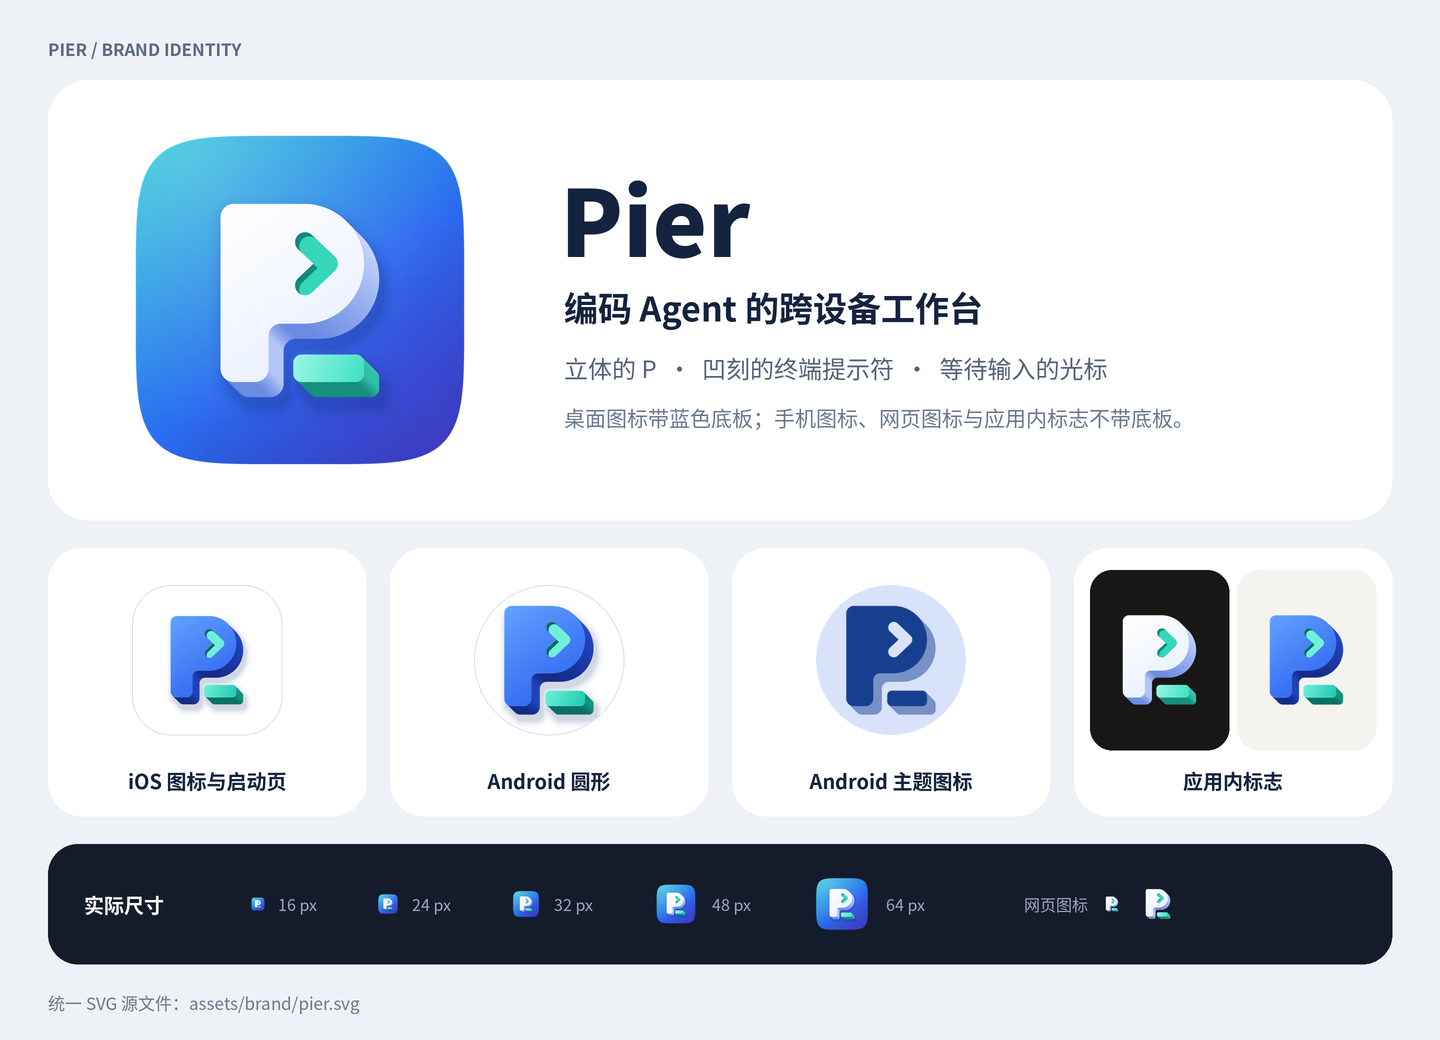 PIER / BRAND IDENTITY
Pier
编码 Agent 的跨设备工作台
立体的 P • 凹刻的终端提示符 • 等待输入的光标
桌面图标带蓝色底板；手机图标、网页图标与应用内标志不带底板。
iOS 图标与启动页
Android 圆形
Android 主题图标
应用内标志
实际尺寸 16 px 24 px 32 px 48 px 64 px 网页图标
统一 SVG 源文件：assets/brand/pier.svg